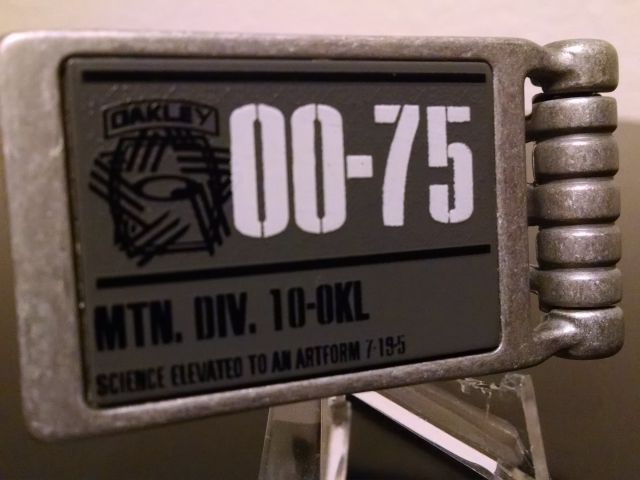 OAKLEY
00-75
MTN. DIV. 10-OKL
SCIENCE ELEVATED TO AN ARTFORM 7-19-5